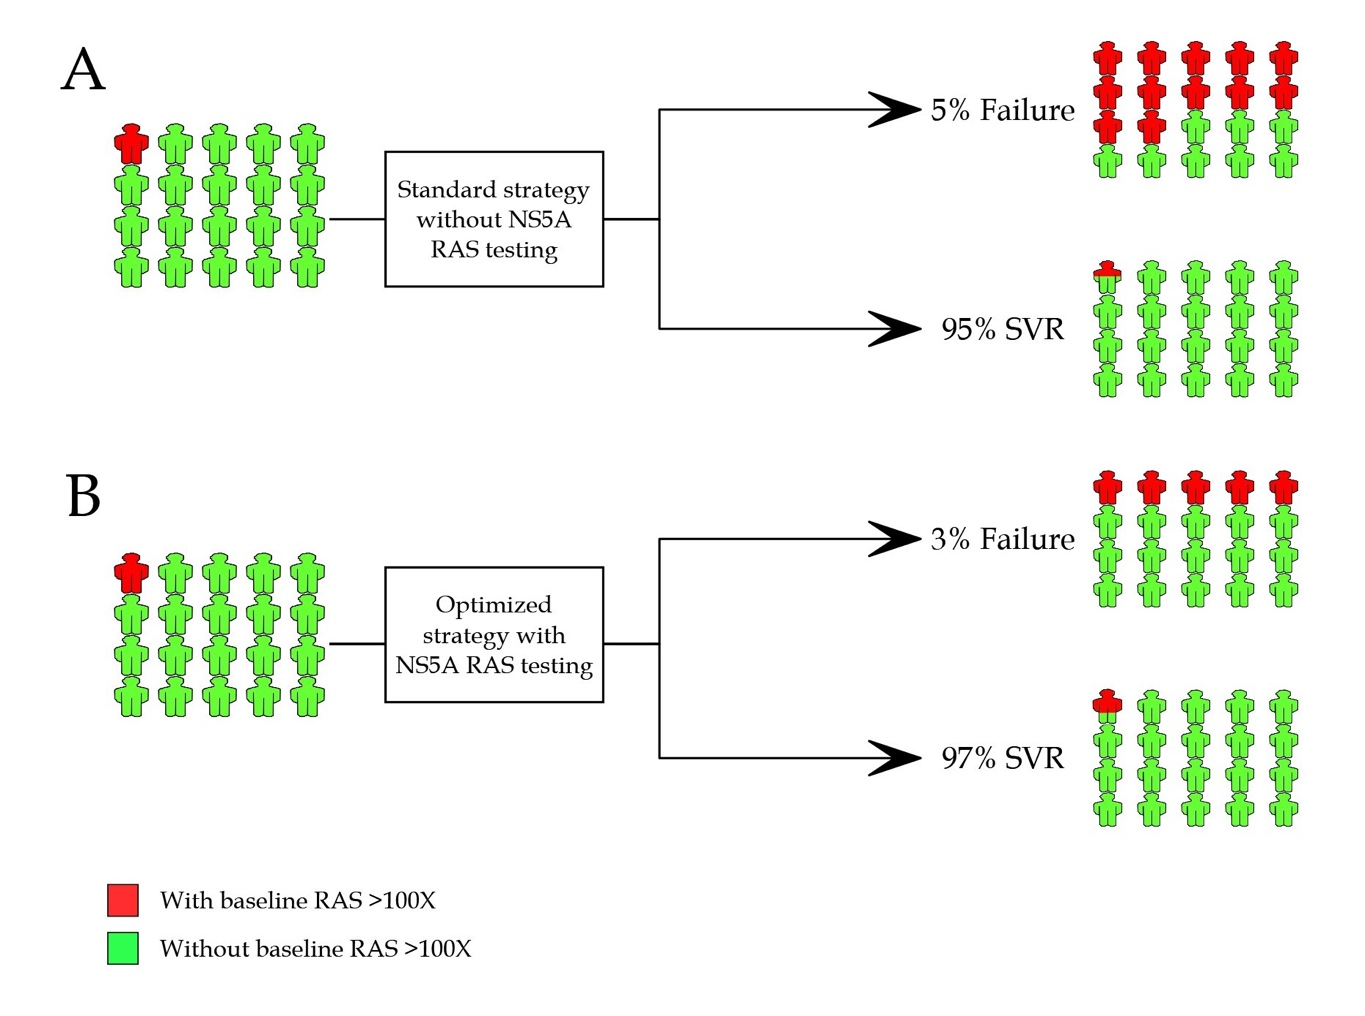 A
Standard strategy
without NS5A
RAS testing
5% Failure
95% SVR
B
Optimized
strategy with
NS5A RAS testing
3% Failure
97% SVR
With baseline RAS >100X
Without baseline RAS >100X